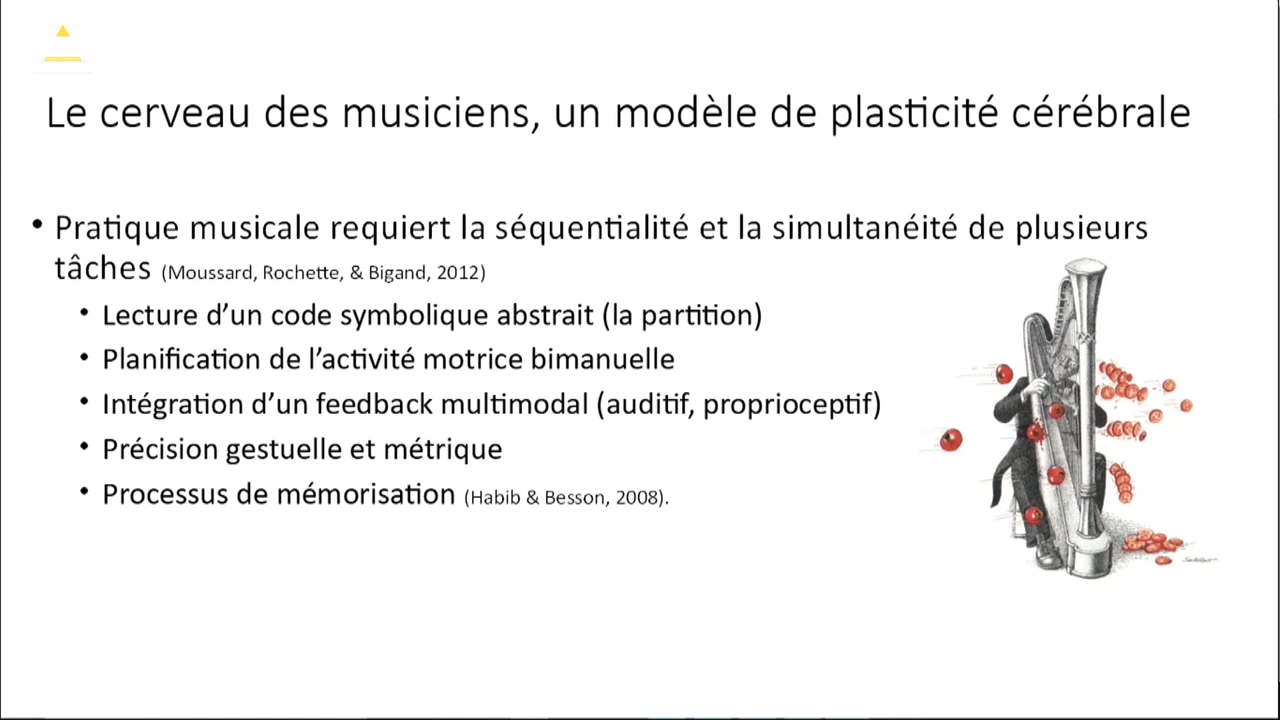 Le cerveau des musiciens, un modèle de plasticité cérébrale
• Pratique musicale requiert la séquentialité et la simultanéité de plusieurs
tâches (Moussard, Rochette, & Bigand, 2012)
• Lecture d’un code symbolique abstrait (la partition)
• Planification de l’activité motrice bimanuelle
• Intégration d’un feedback multimodal (auditif, proprioceptif)
• Précision gestuelle et métrique
• Processus de mémorisation (Habib & Besson, 2008).